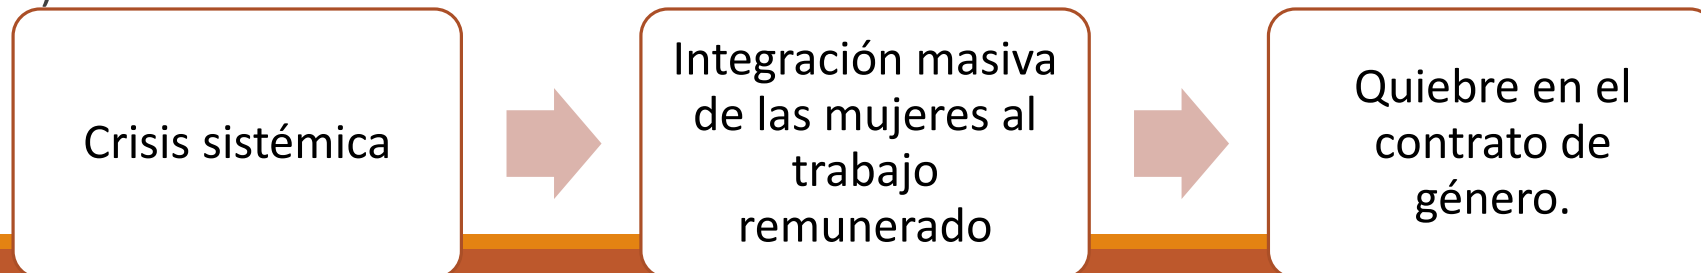 Crisis sistémica
Integración masiva
de las mujeres al
trabajo
remunerado
Quiebre en el
contrato de
género.